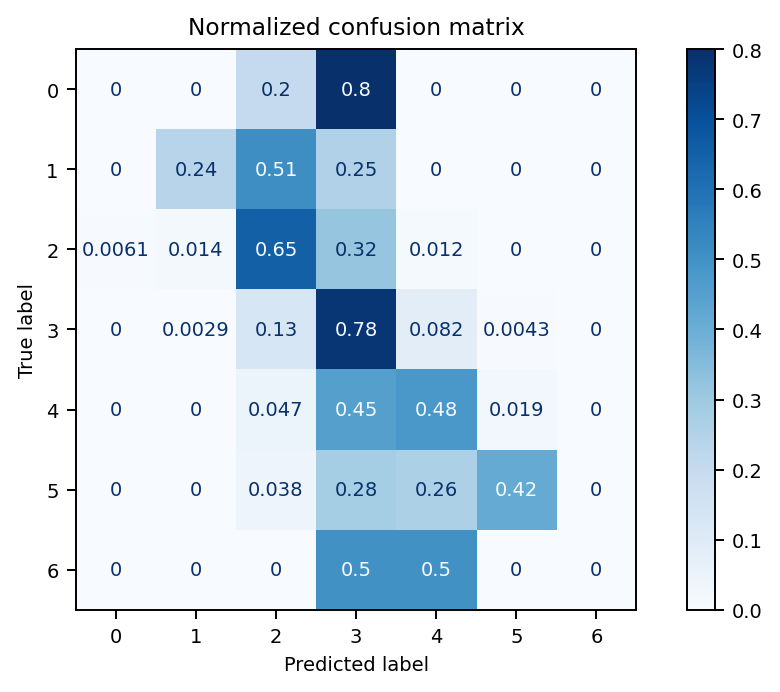 Normalized confusion matrix
True label
0 0 0 0.2 0.8 0 0 0
1 0 0.24 0.51 0.25 0 0 0
2 0.0061 0.014 0.65 0.32 0.012 0 0
3 0 0.0029 0.13 0.78 0.082 0.0043 0
4 0 0 0.047 0.45 0.48 0.019 0
5 0 0 0.038 0.28 0.26 0.42 0
6 0 0 0 0.5 0.5 0 0
0 1 2 3 4 5 6
Predicted label
0.8
0.7
0.6
0.5
0.4
0.3
0.2
0.1
0.0